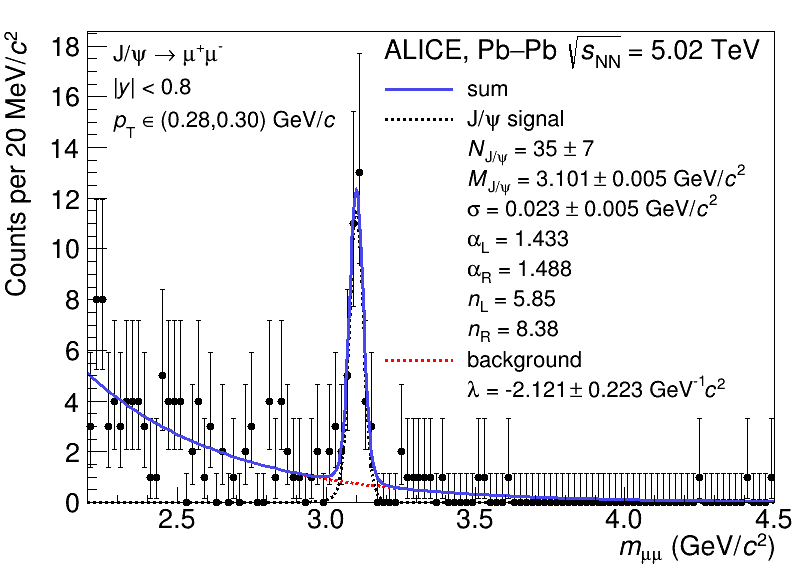 Counts per 20 MeV/c²
18
16
14
12
10
8
6
4
2
0
J/ψ → μ⁺μ⁻
|y| < 0.8
p_T ∈ (0.28,0.30) GeV/c
ALICE, Pb–Pb √s_NN = 5.02 TeV
sum
J/ψ signal
N_J/ψ = 35 ± 7
M_J/ψ = 3.101 ± 0.005 GeV/c²
σ = 0.023 ± 0.005 GeV/c²
α_L = 1.433
α_R = 1.488
n_L = 5.85
n_R = 8.38
background
λ = -2.121 ± 0.223 GeV⁻¹c²
2.5 3.0 3.5 4.0 4.5
m_μμ (GeV/c²)